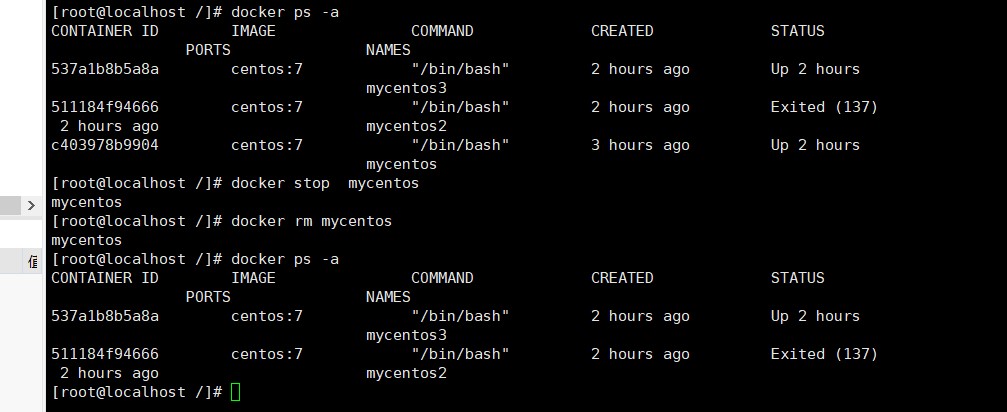 [root@localhost /]# docker ps -a
CONTAINER ID IMAGE COMMAND CREATED STATUS
PORTS NAMES
537a1b8b5a8a centos:7 "/bin/bash" 2 hours ago Up 2 hours
mycentos3
511184f94666 centos:7 "/bin/bash" 2 hours ago Exited (137)
2 hours ago mycentos2
c403978b9904 centos:7 "/bin/bash" 3 hours ago Up 2 hours
mycentos
[root@localhost /]# docker stop  mycentos
mycentos
[root@localhost /]# docker rm mycentos
mycentos
[root@localhost /]# docker ps -a
CONTAINER ID IMAGE COMMAND CREATED STATUS
PORTS NAMES
537a1b8b5a8a centos:7 "/bin/bash" 2 hours ago Up 2 hours
mycentos3
511184f94666 centos:7 "/bin/bash" 2 hours ago Exited (137)
2 hours ago mycentos2
[root@localhost /]#